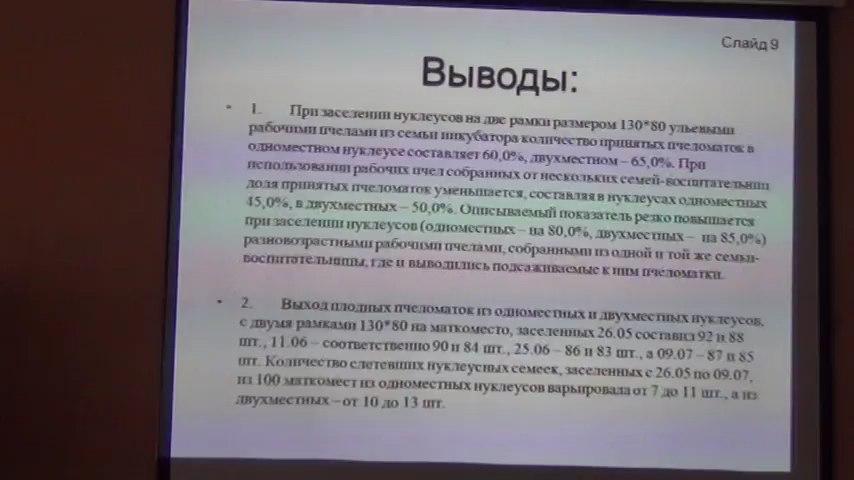 Слайд 9
Выводы:
• 1. При заселении нуклеусов на две рамки размером 130*80 ульевыми
рабочими пчелами из семьи инкубатора количество принятых пчеломаток в
одноместном нуклеусе составляет 60,0%, двухместном – 65,0%. При
использовании рабочих пчел собранных от нескольких семей-воспитательниц
доля принятых пчеломаток уменьшается, составляя в нуклеусах одноместных
45,0%, в двухместных – 50,0%. Описываемый показатель резко повышается
при заселении нуклеусов (одноместных – на 80,0%, двухместных – на 85,0%)
разновозрастными рабочими пчелами, собранными из одной и той же семьи-
воспитательницы, где и выводились подсаживаемые к ним пчеломатки.
• 2. Выход плодных пчеломаток из одноместных и двухместных нуклеусов,
с двумя рамками 130*80 на маткоместо, заселенных 26.05 составил 92 и 88
шт., 11.06 – соответственно 90 и 84 шт., 25.06 – 86 и 83 шт., а 09.07 – 87 и 85
шт. Количество слетевших нуклеусных семеек, заселенных с 26.05 по 09.07,
из 100 маткомест из одноместных нуклеусов варьировала от 7 до 11 шт., а из
двухместных – от 10 до 13 шт.